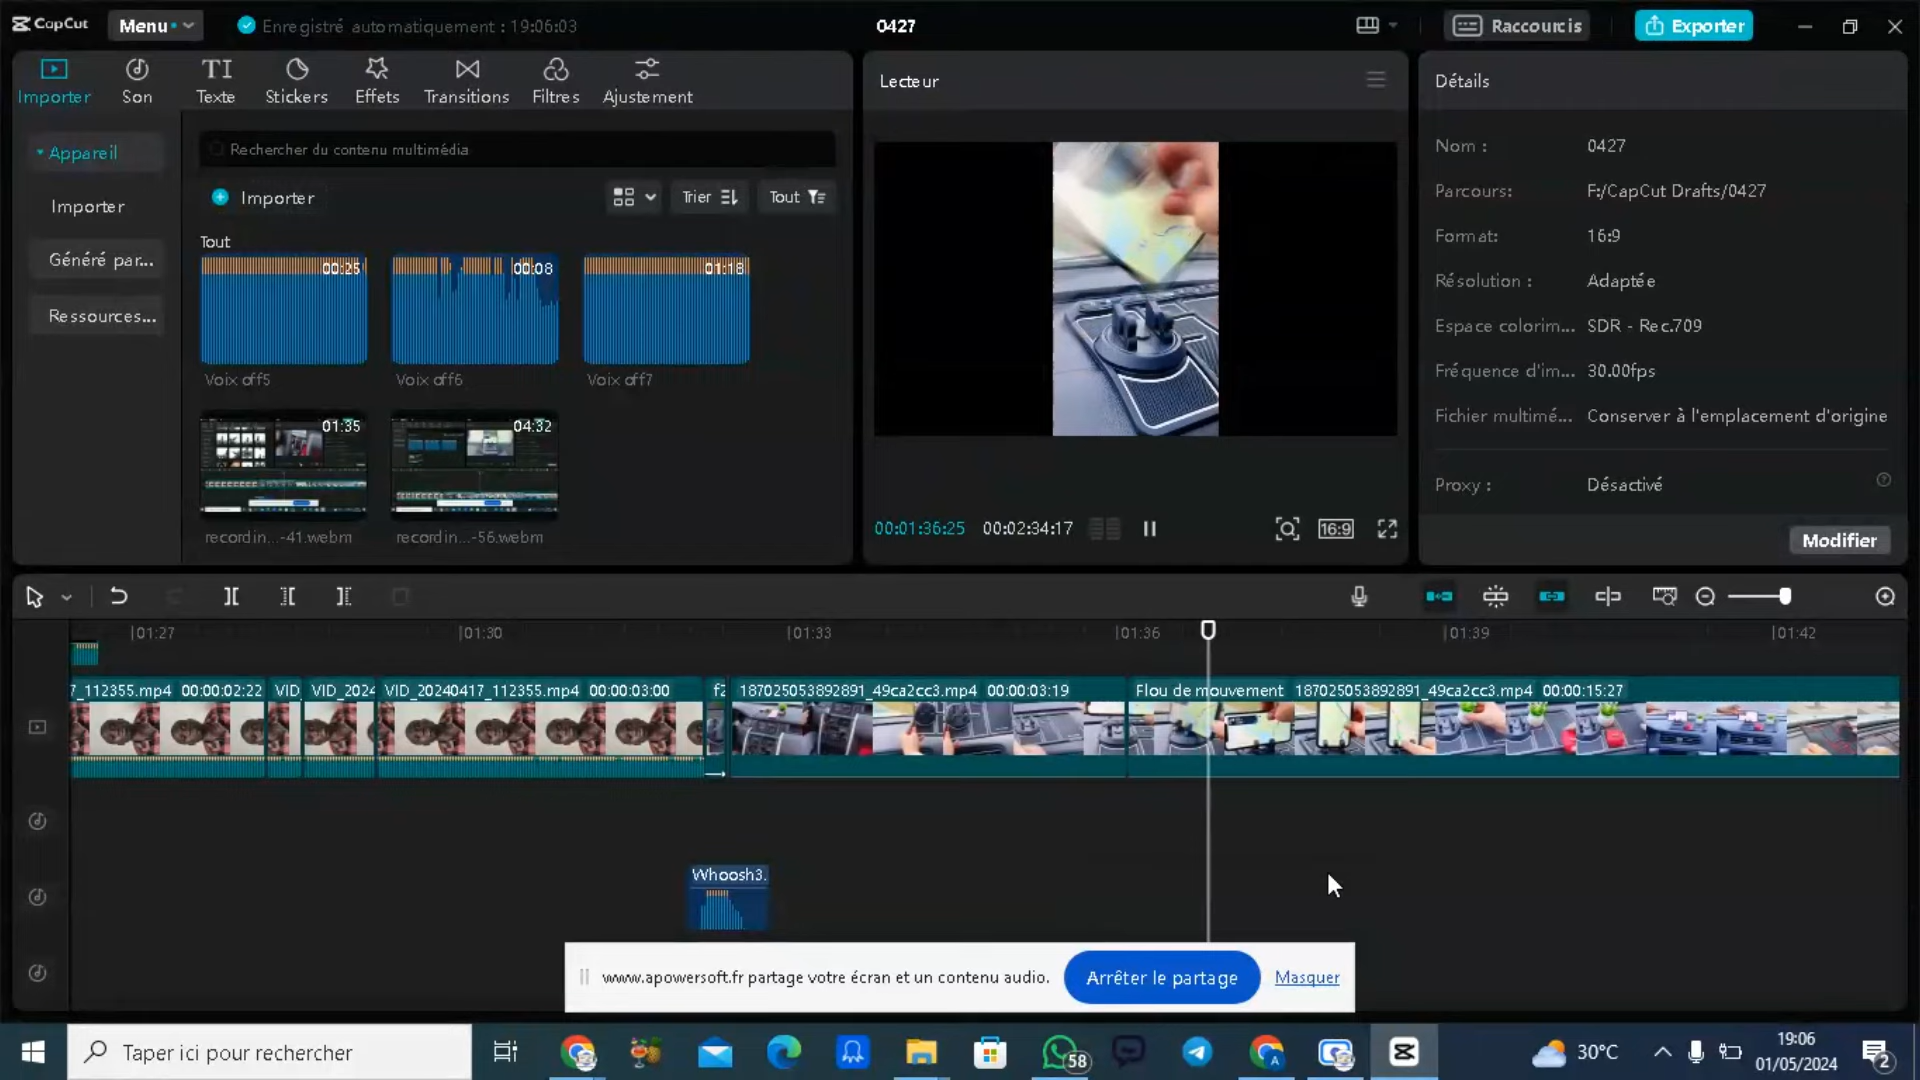 CapCut
Menu
Enregistré automatiquement : 19:06:03
0427
Raccourcis
Exporter
Importer
Son
Texte
Stickers
Effets
Transitions
Filtres
Ajustement
Lecteur
Détails
Appareil
Importer
Généré par...
Ressources...
Rechercher du contenu multimédia
Importer
Trier
Tout
Tout
00:25
00:08
01:18
Voix off5
Voix off6
Voix off7
01:35
04:32
recordin...-41.webm
recordin...-56.webm
00:01:36:25
00:02:34:17
16:9
Nom :
0427
Parcours:
F:/CapCut Drafts/0427
Format:
16:9
Résolution :
Adaptée
Espace colorim...
SDR - Rec.709
Fréquence d'im...
30.00fps
Fichier multimé...
Conserver à l'emplacement d'origine
Proxy :
Désactivé
Modifier
01:27
01:30
01:33
01:36
01:39
01:42
7_112355.mp4 00:00:02:22
VID_
VID_2024
VID_20240417_112355.mp4 00:00:03:00
f2
187025053892891_49ca2cc3.mp4 00:00:03:19
Flou de mouvement 187025053892891_49ca2cc3.mp4 00:00:15:27
Whoosh3.
www.apowersoft.fr partage votre écran et un contenu audio.
Arrêter le partage
Masquer
Taper ici pour rechercher
58
A
30°C
19:06
01/05/2024
2